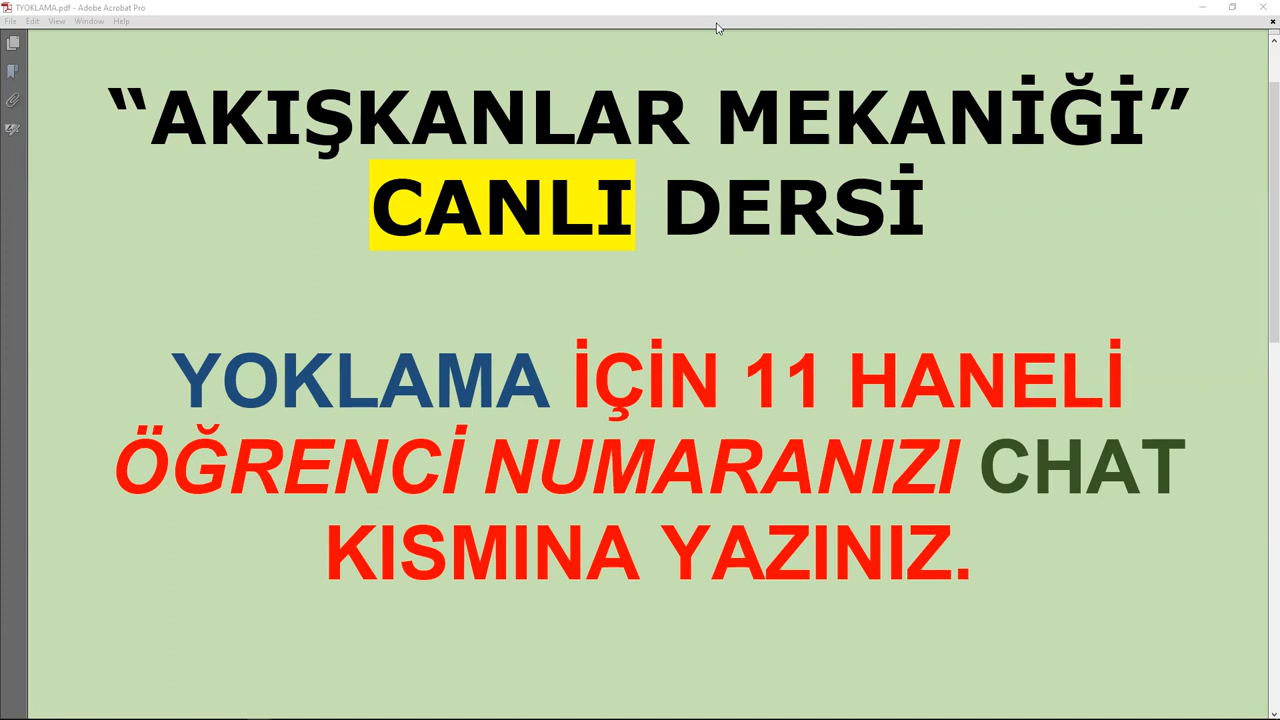 TYOKLAMA.pdf - Adobe Acrobat Pro
File Edit View Window Help
“AKIŞKANLAR MEKANİĞİ”
CANLI DERSİ
YOKLAMA İÇİN 11 HANELİ
ÖĞRENCİ NUMARANIZI CHAT
KISMINA YAZINIZ.